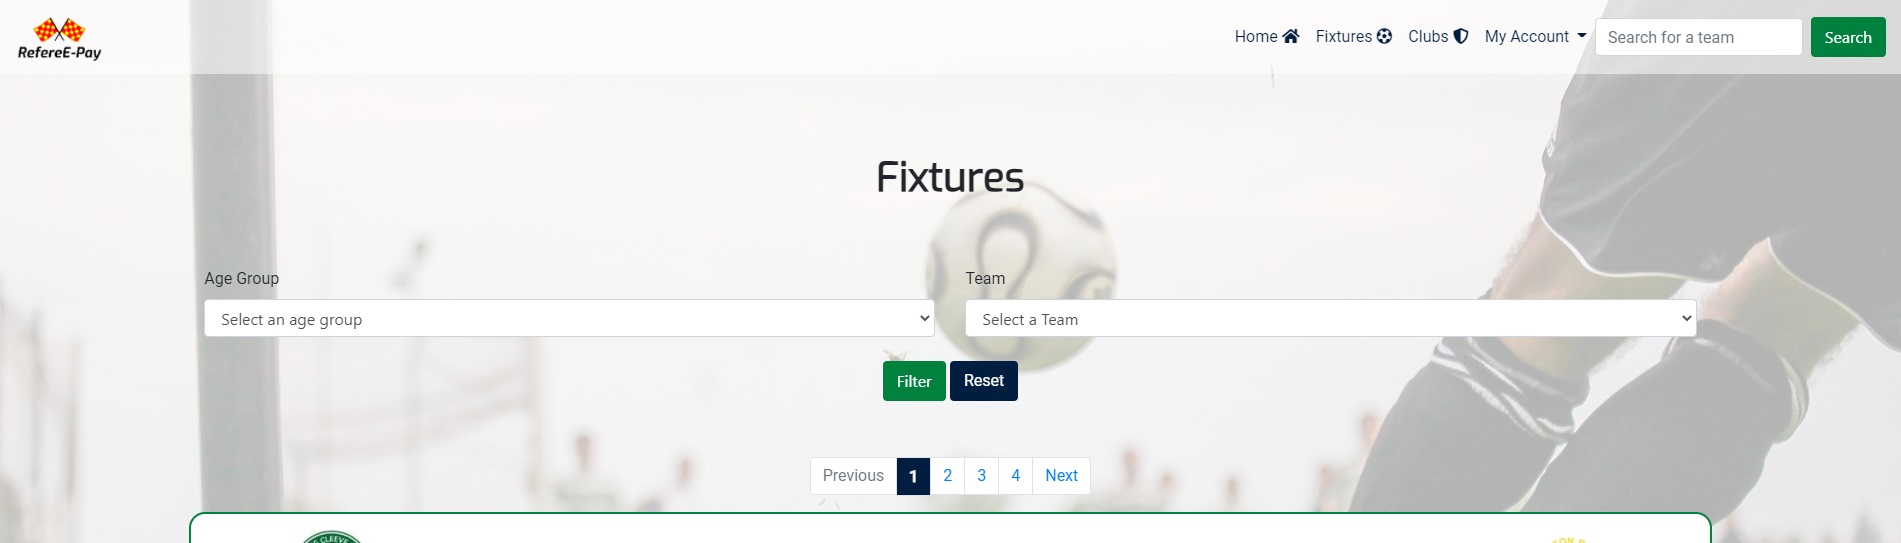 RefereE-Pay
Home Fixtures Clubs My Account Search for a team Search
Fixtures
Age Group Team
Select an age group Select a Team
Filter Reset
Previous 1 2 3 4 Next
CLEEVE